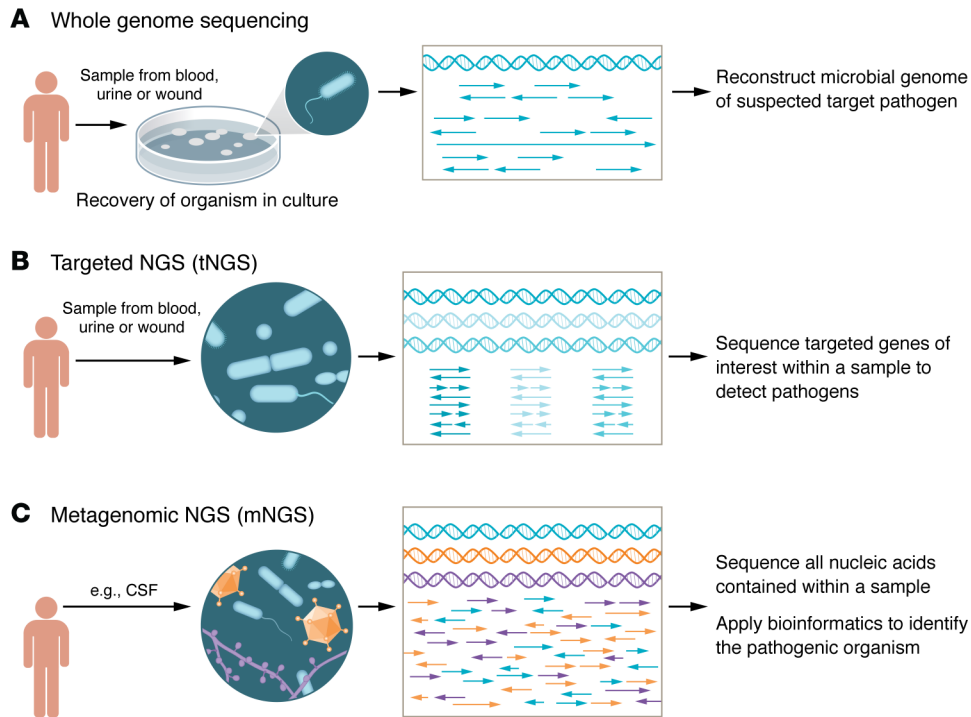 A Whole genome sequencing
Sample from blood,
urine or wound
Recovery of organism in culture
Reconstruct microbial genome
of suspected target pathogen
B Targeted NGS (tNGS)
Sample from blood,
urine or wound
Sequence targeted genes of
interest within a sample to
detect pathogens
C Metagenomic NGS (mNGS)
e.g., CSF
Sequence all nucleic acids
contained within a sample
Apply bioinformatics to identify
the pathogenic organism